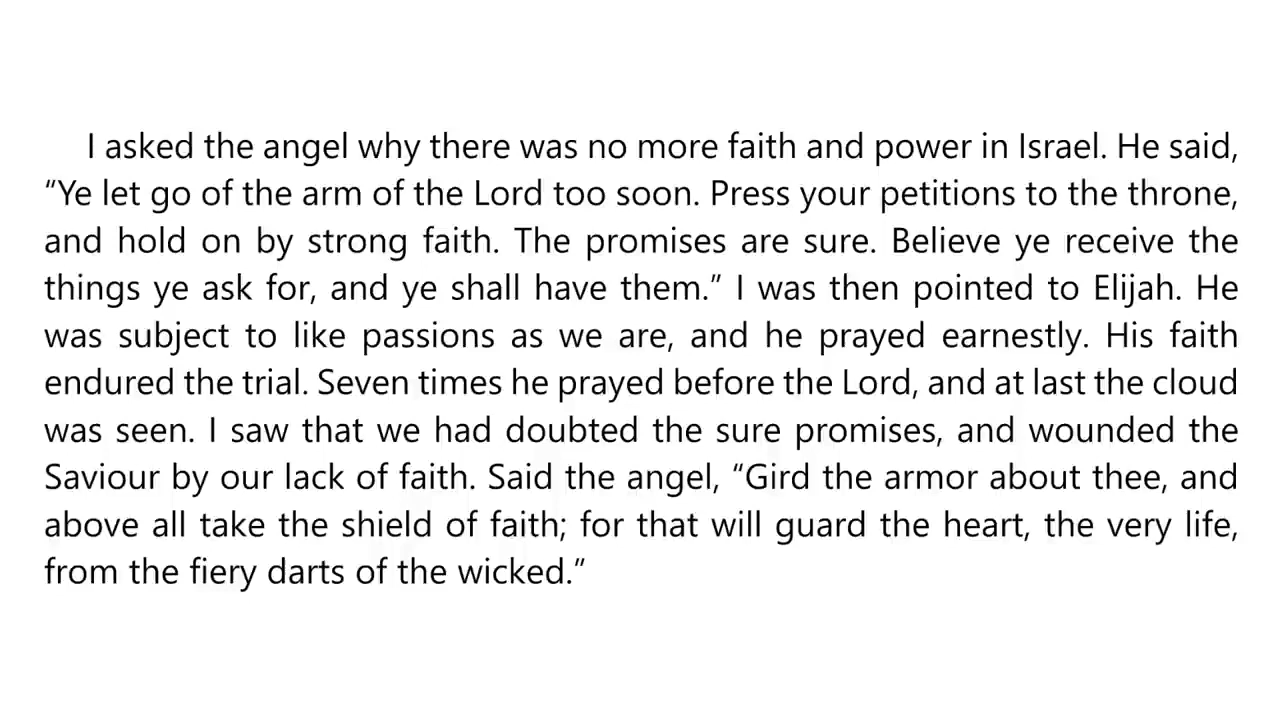 I asked the angel why there was no more faith and power in Israel. He said,
“Ye let go of the arm of the Lord too soon. Press your petitions to the throne,
and hold on by strong faith. The promises are sure. Believe ye receive the
things ye ask for, and ye shall have them.” I was then pointed to Elijah. He
was subject to like passions as we are, and he prayed earnestly. His faith
endured the trial. Seven times he prayed before the Lord, and at last the cloud
was seen. I saw that we had doubted the sure promises, and wounded the
Saviour by our lack of faith. Said the angel, “Gird the armor about thee, and
above all take the shield of faith; for that will guard the heart, the very life,
from the fiery darts of the wicked.”